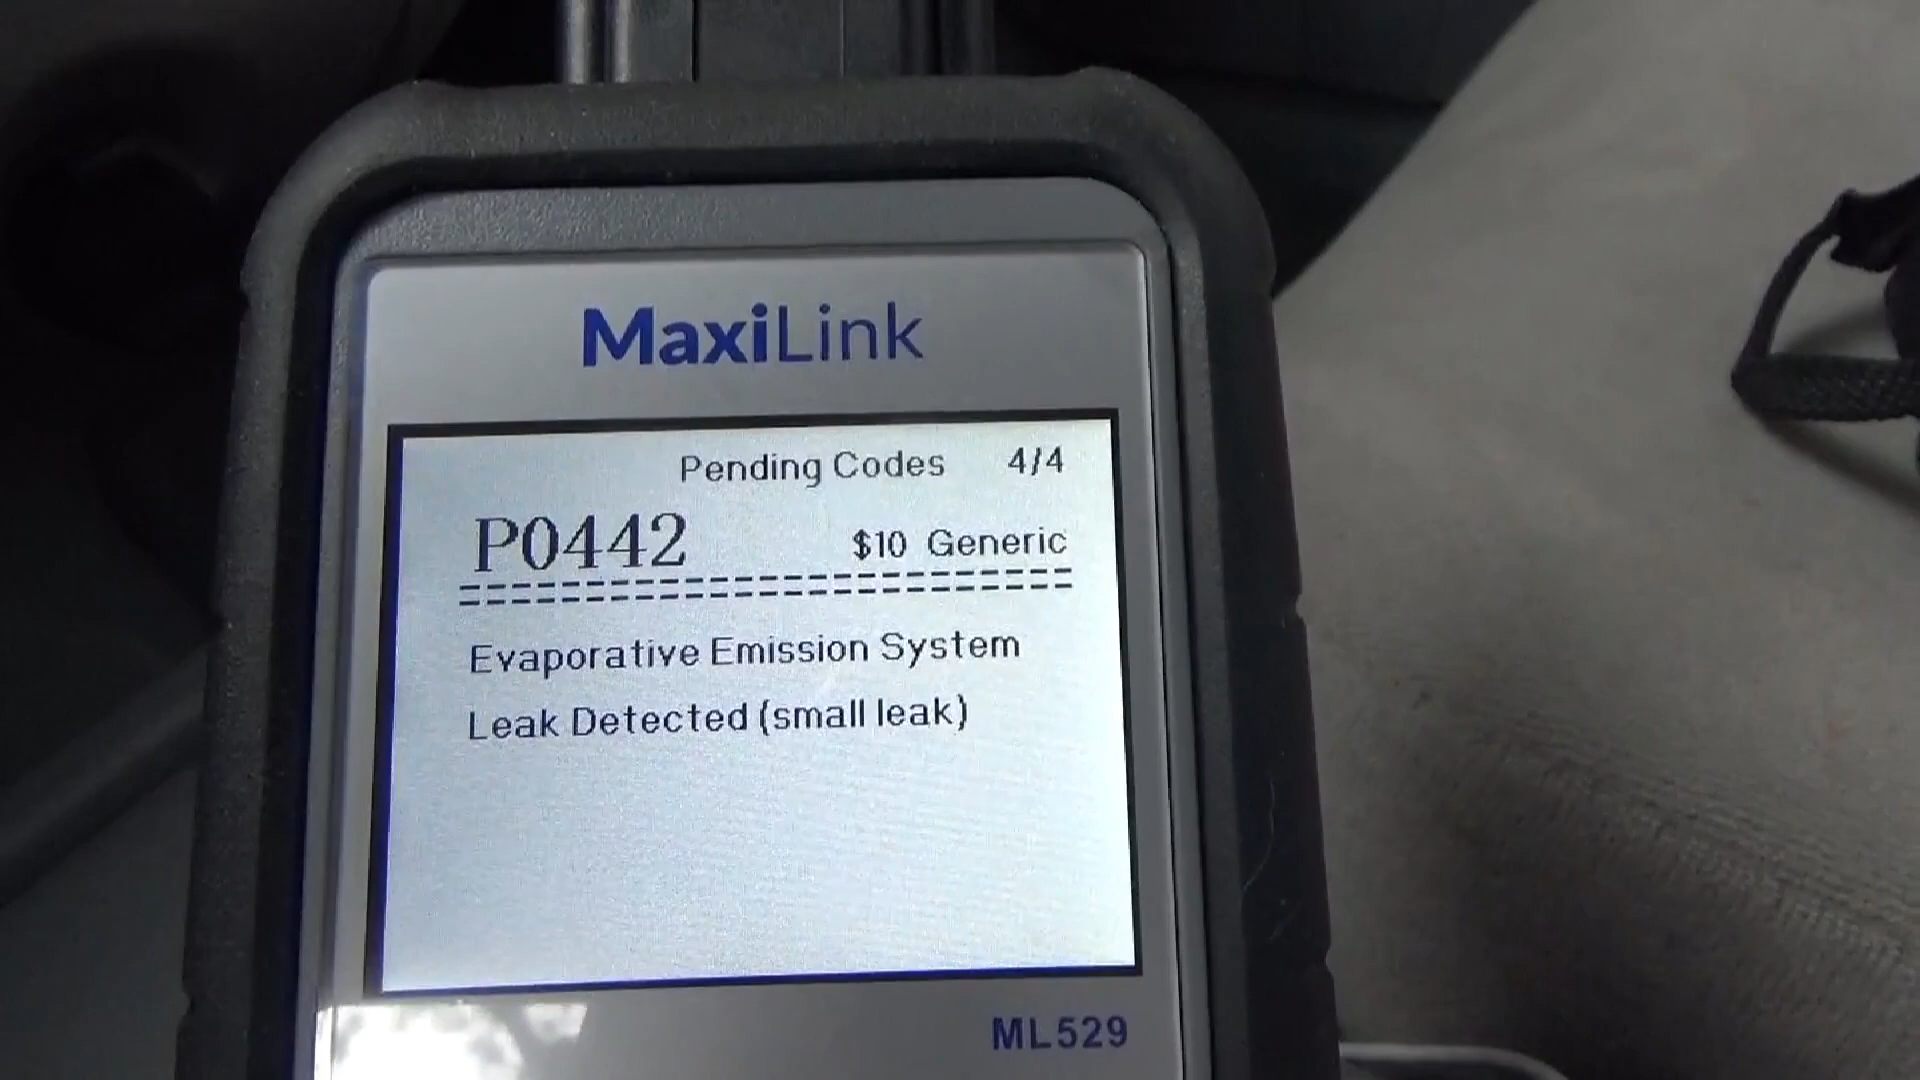 MaxiLink
Pending Codes 4/4
P0442 $10 Generic
Evaporative Emission System
Leak Detected (small leak)
ML529